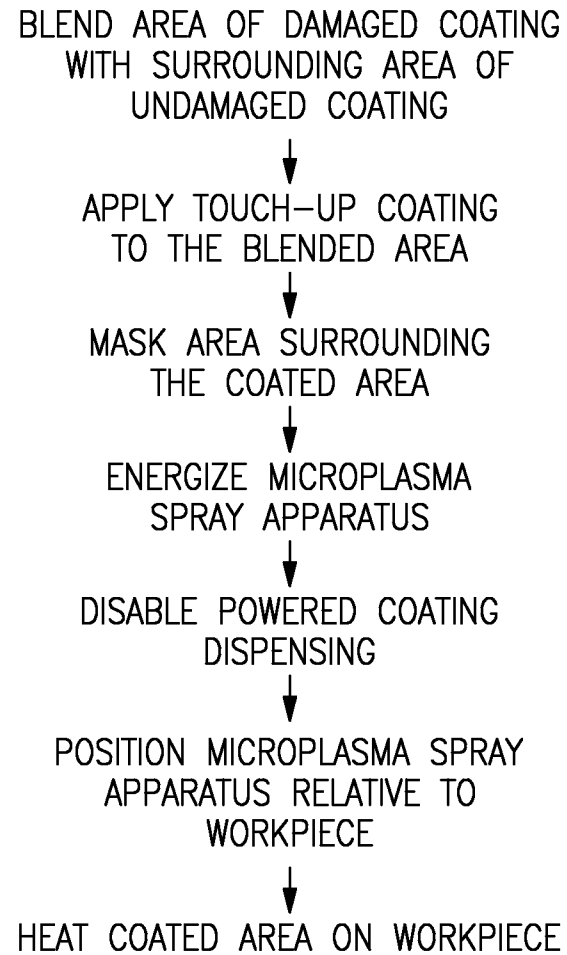 BLEND AREA OF DAMAGED COATING
WITH SURROUNDING AREA OF
UNDAMAGED COATING
APPLY TOUCH-UP COATING
TO THE BLENDED AREA
MASK AREA SURROUNDING
THE COATED AREA
ENERGIZE MICROPLASMA
SPRAY APPARATUS
DISABLE POWERED COATING
DISPENSING
POSITION MICROPLASMA SPRAY
APPARATUS RELATIVE TO
WORKPIECE
HEAT COATED AREA ON WORKPIECE